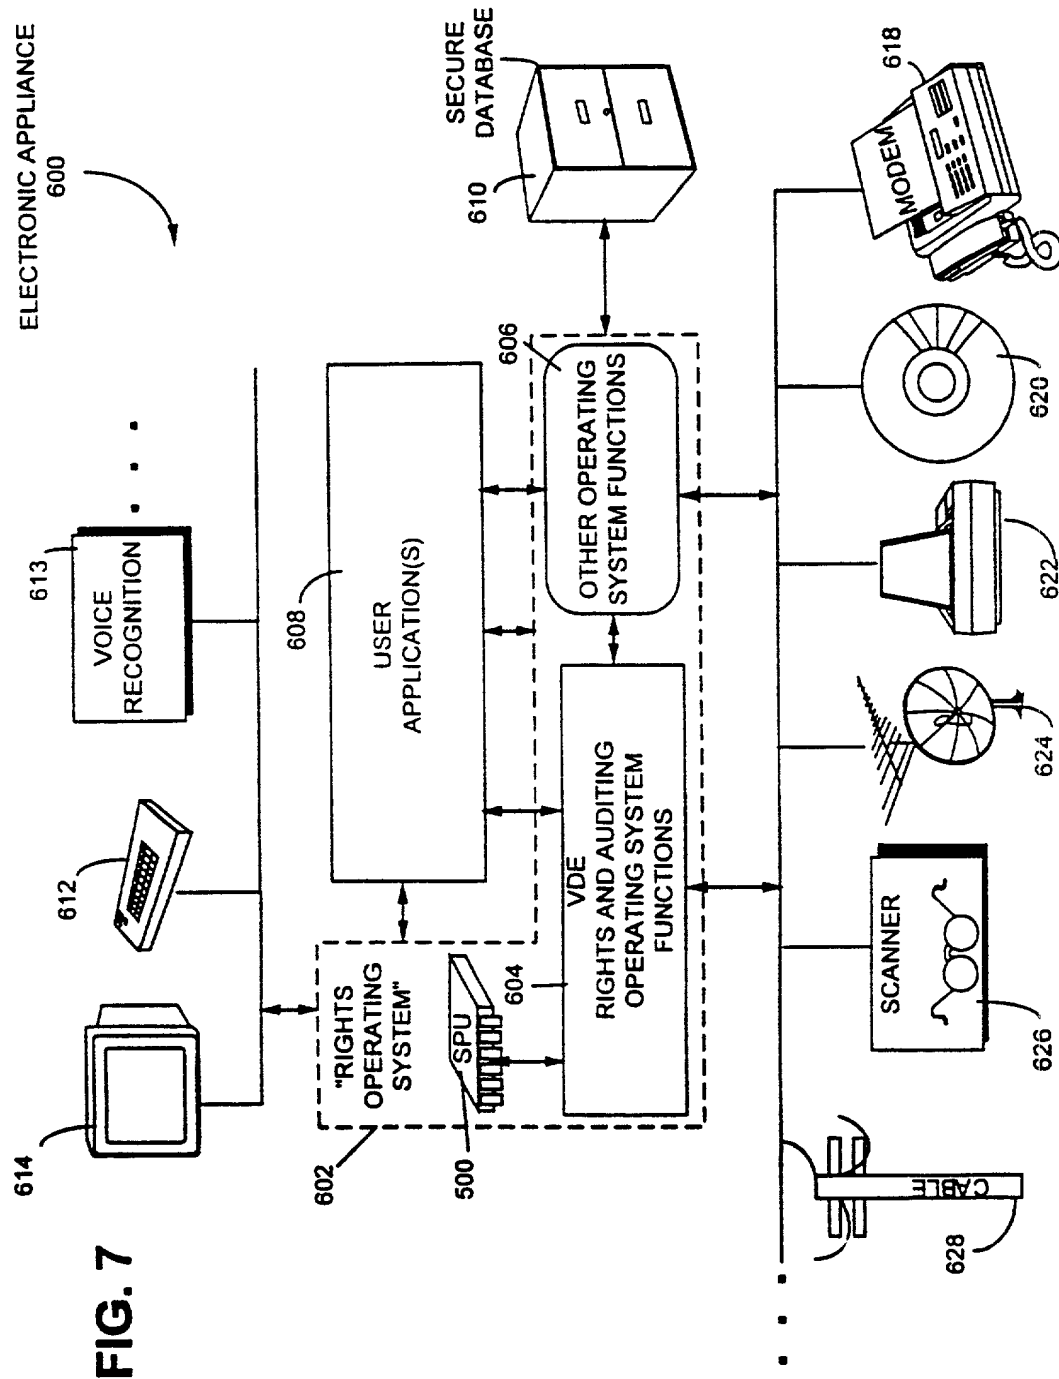 FIG. 7
ELECTRONIC APPLIANCE
600
614
612
613
VOICE
RECOGNITION
602
"RIGHTS
OPERATING
SYSTEM"
608
USER
APPLICATION(S)
500
SPU
604
VDE
RIGHTS AND AUDITING
OPERATING SYSTEM
FUNCTIONS
606
OTHER OPERATING
SYSTEM FUNCTIONS
610
SECURE
DATABASE
628
CABLE
626
SCANNER
624
622
620
618
MODEM